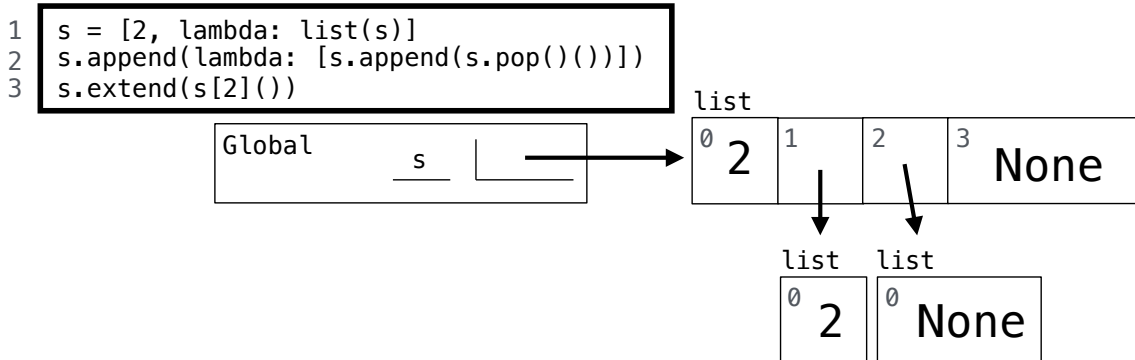 1 s = [2, lambda: list(s)]
2 s.append(lambda: [s.append(s.pop()())])
3 s.extend(s[2]())
list
Global s
0 2 1 2 3 None
list list
0 2 0 None